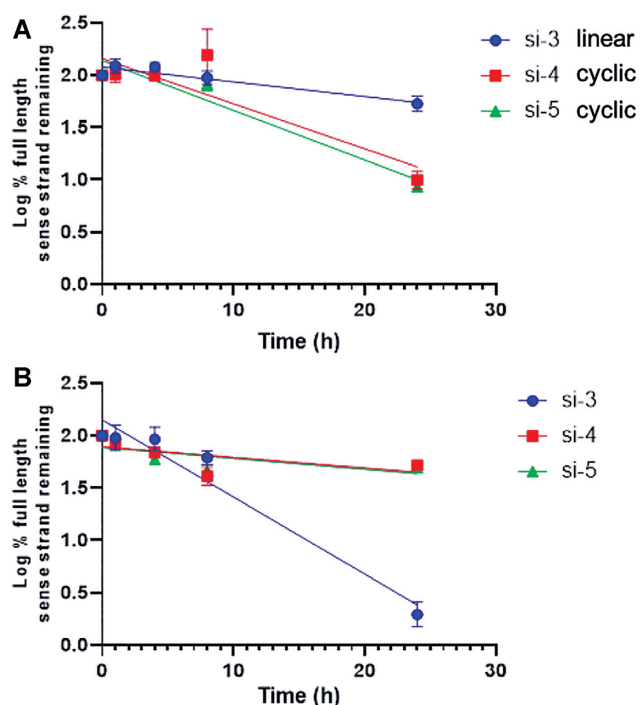 A
2.5
2.0
1.5
1.0
0.5
0.0
Log % full length
sense strand remaining
0 10 20 30
Time (h)
si-3 linear
si-4 cyclic
si-5 cyclic
B
2.5
2.0
1.5
1.0
0.5
0.0
Log % full length
sense strand remaining
0 10 20 30
Time (h)
si-3
si-4
si-5